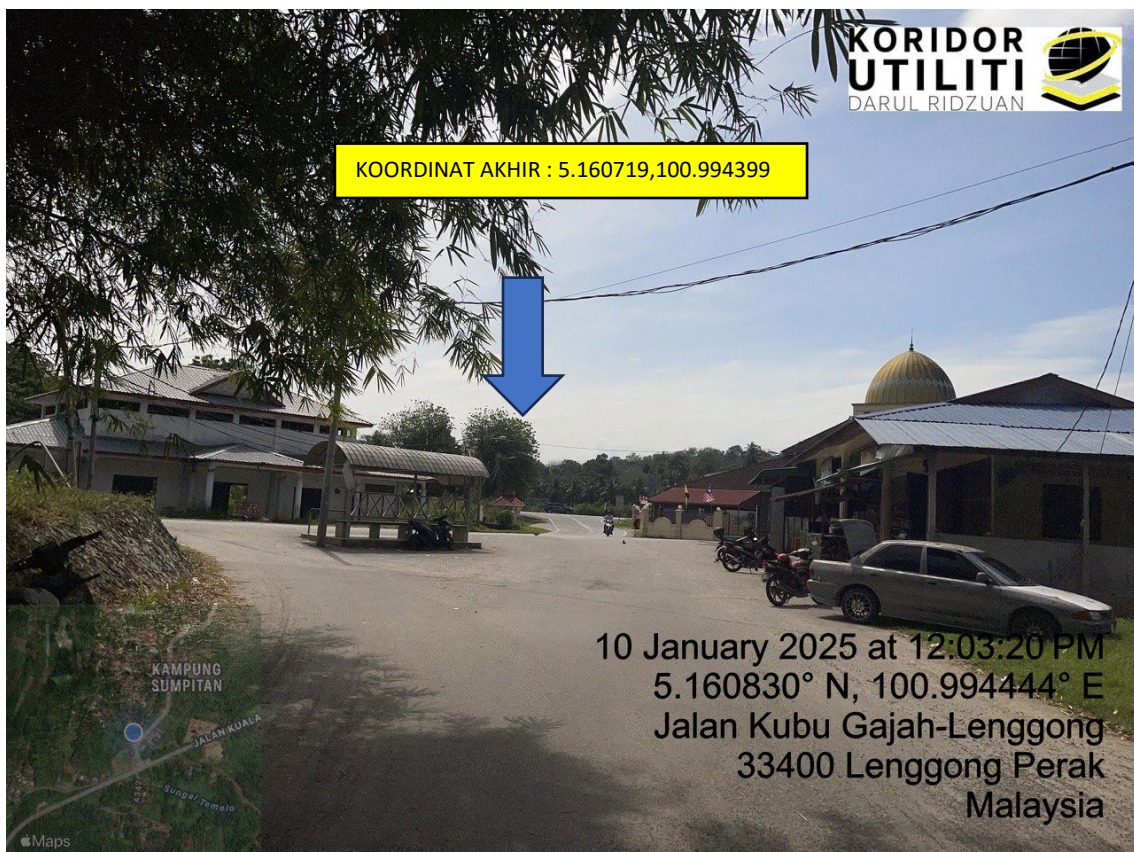 KORIDOR
UTILITI
DARUL RIDZUAN
KOORDINAT AKHIR : 5.160719,100.994399
10 January 2025 at 12:03:20 PM
5.160830° N, 100.994444° E
Jalan Kubu Gajah-Lenggong
33400 Lenggong Perak
Malaysia
KAMPUNG
SUMPITAN
JALAN KUALA
Sungai Temelo
Maps